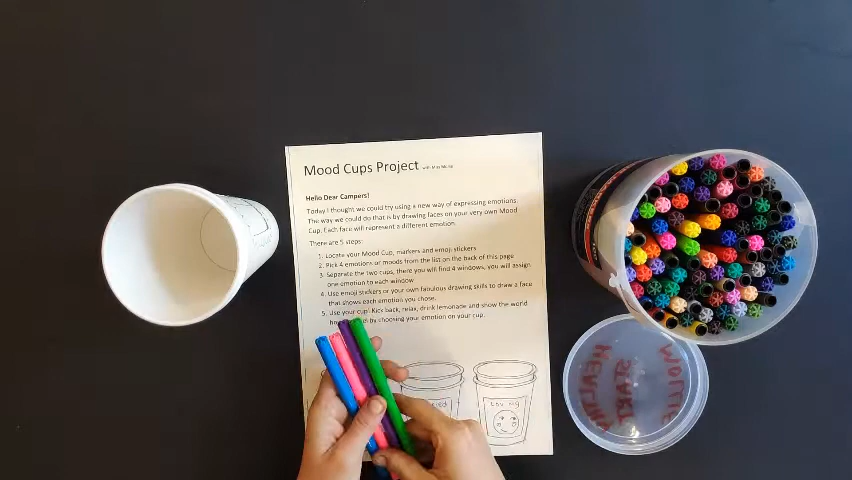 Mood Cups Project with Miss
Hello Dear Campers!
Today I thought we could try using a new way of expressing emotions.
The way we could do that is by drawing faces on your very own Mood
Cup. Each face will represent a different emotion.
There are 5 steps:
1. Locate your Mood Cup, markers and emoji stickers
2. Pick 4 emotions or moods from the list on the back of this page
3. Separate the two cups, there you will find 4 windows, you will assign
one emotion to each window
4. Use emoji stickers or your own fabulous drawing skills to draw a face
that shows each emotion you chose.
5. Use your cup! Kick back, relax, drink lemonade and show the world
by choosing your emotion on your cup.